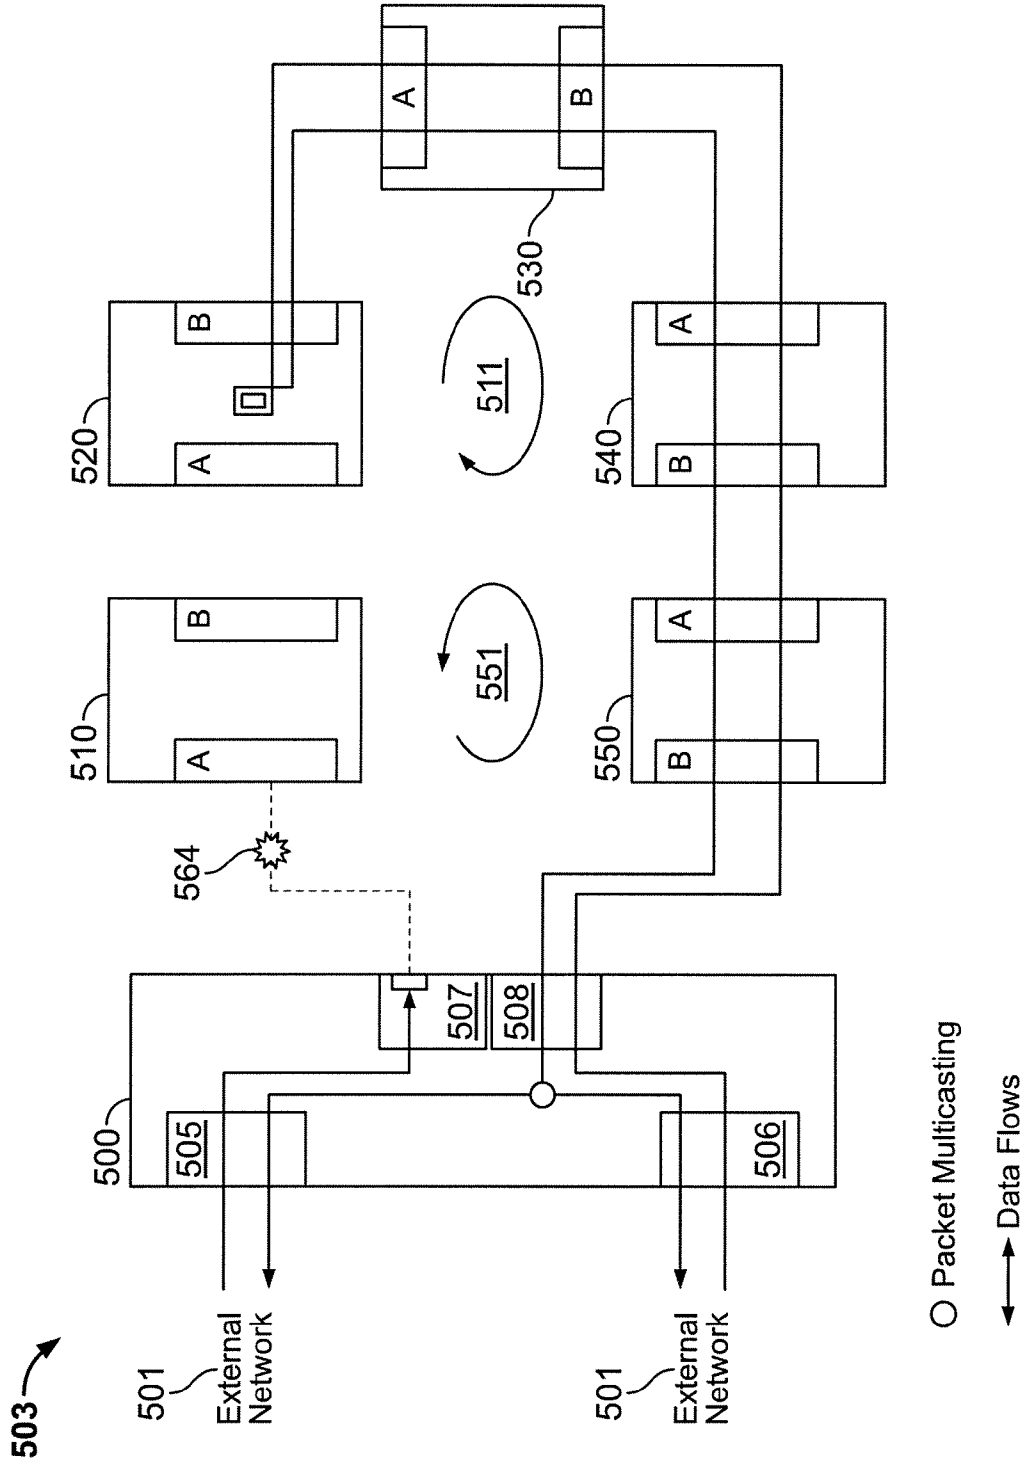 503
501
External
Network
501
External
Network
500
505
506
507
508
564
510
A
B
520
A
B
551
511
550
B
A
540
B
A
530
A
B
Packet Multicasting
Data Flows